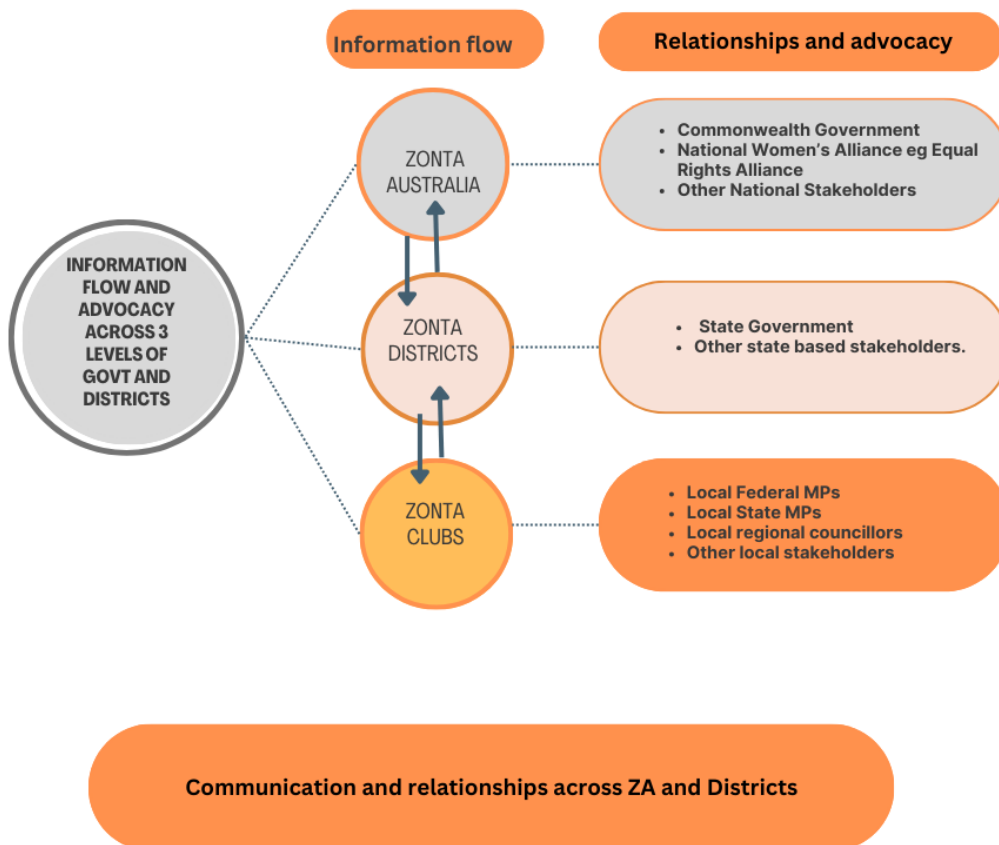 Information flow
Relationships and advocacy
INFORMATION
FLOW AND
ADVOCACY
ACROSS 3
LEVELS OF
GOVT AND
DISTRICTS
ZONTA
AUSTRALIA
• Commonwealth Government
• National Women's Alliance eg Equal
Rights Alliance
• Other National Stakeholders
ZONTA
DISTRICTS
• State Government
• Other state based stakeholders.
ZONTA
CLUBS
• Local Federal MPs
• Local State MPs
• Local regional councillors
• Other local stakeholders
Communication and relationships across ZA and Districts